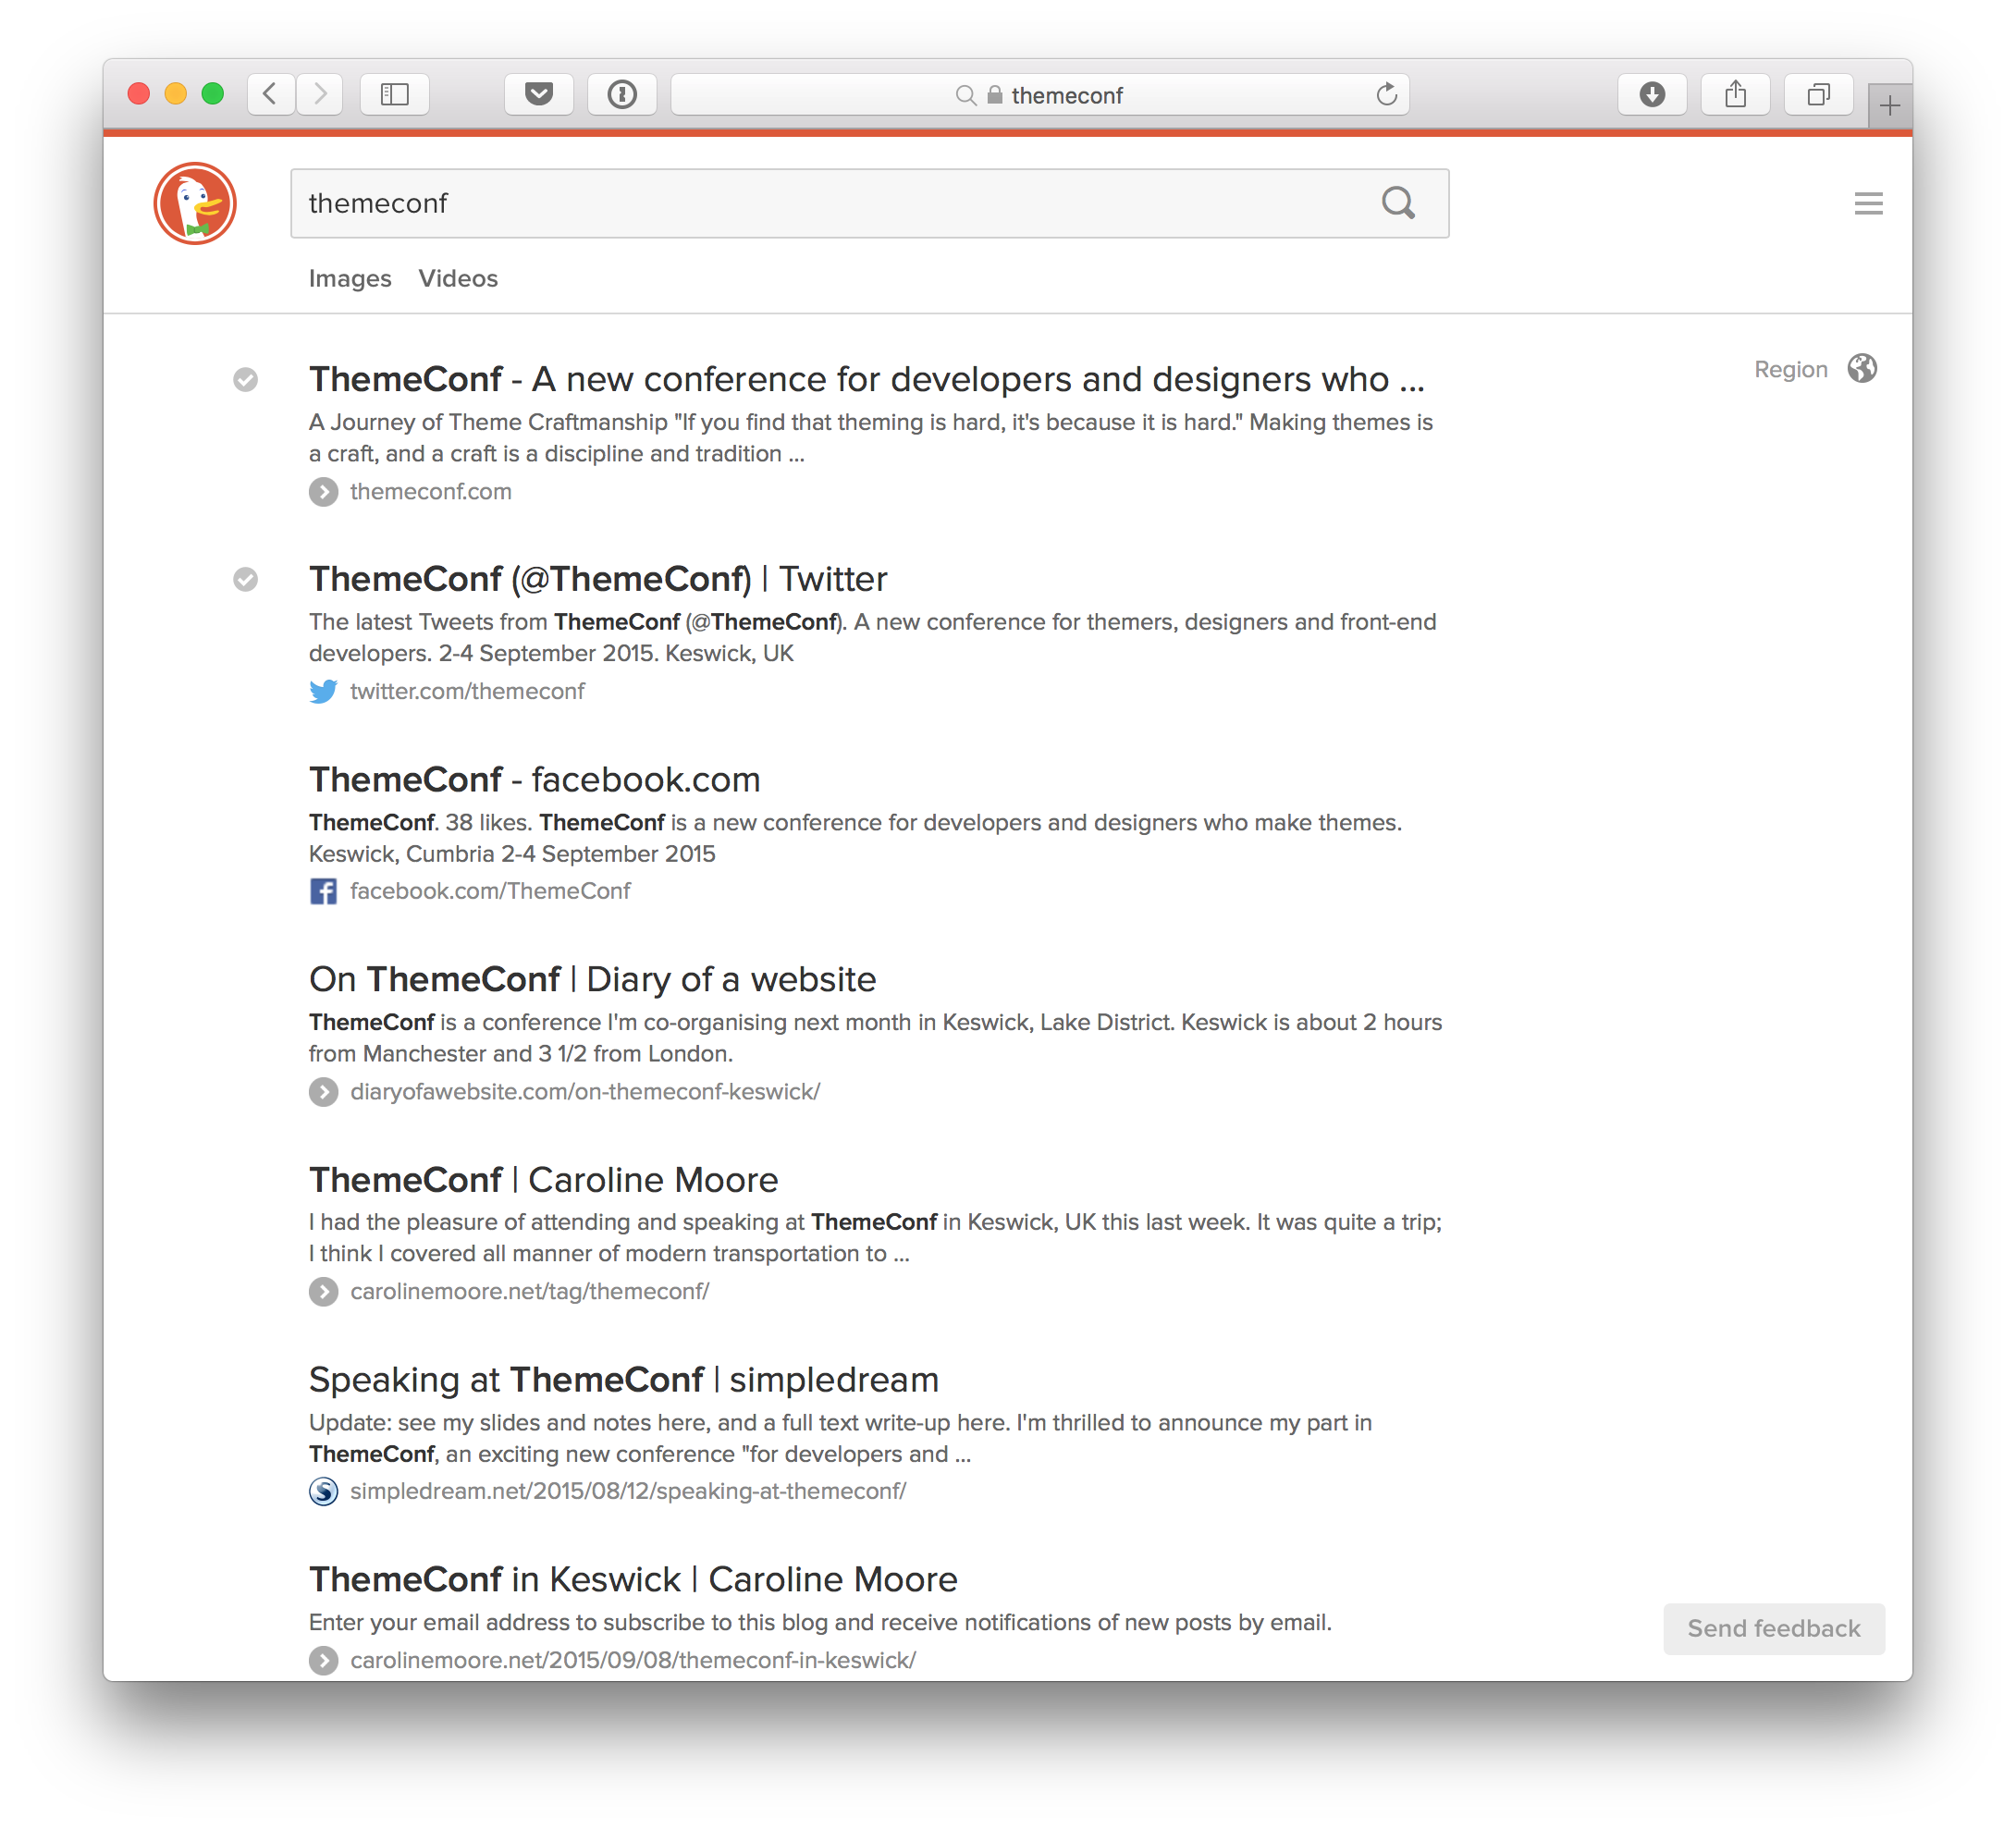 themeconf
themeconf
Images Videos
Region
ThemeConf - A new conference for developers and designers who ...
A Journey of Theme Craftmanship "If you find that theming is hard, it's because it is hard." Making themes is
a craft, and a craft is a discipline and tradition ...
themeconf.com
ThemeConf (@ThemeConf) | Twitter
The latest Tweets from ThemeConf (@ThemeConf). A new conference for themers, designers and front-end
developers. 2-4 September 2015. Keswick, UK
twitter.com/themeconf
ThemeConf - facebook.com
ThemeConf. 38 likes. ThemeConf is a new conference for developers and designers who make themes.
Keswick, Cumbria 2-4 September 2015
facebook.com/ThemeConf
On ThemeConf | Diary of a website
ThemeConf is a conference I'm co-organising next month in Keswick, Lake District. Keswick is about 2 hours
from Manchester and 3 1/2 from London.
diaryofawebsite.com/on-themeconf-keswick/
ThemeConf | Caroline Moore
I had the pleasure of attending and speaking at ThemeConf in Keswick, UK this last week. It was quite a trip;
I think I covered all manner of modern transportation to ...
carolinemoore.net/tag/themeconf/
Speaking at ThemeConf | simpledream
Update: see my slides and notes here, and a full text write-up here. I'm thrilled to announce my part in
ThemeConf, an exciting new conference "for developers and ...
simpledream.net/2015/08/12/speaking-at-themeconf/
ThemeConf in Keswick | Caroline Moore
Enter your email address to subscribe to this blog and receive notifications of new posts by email.
carolinemoore.net/2015/09/08/themeconf-in-keswick/
Send feedback